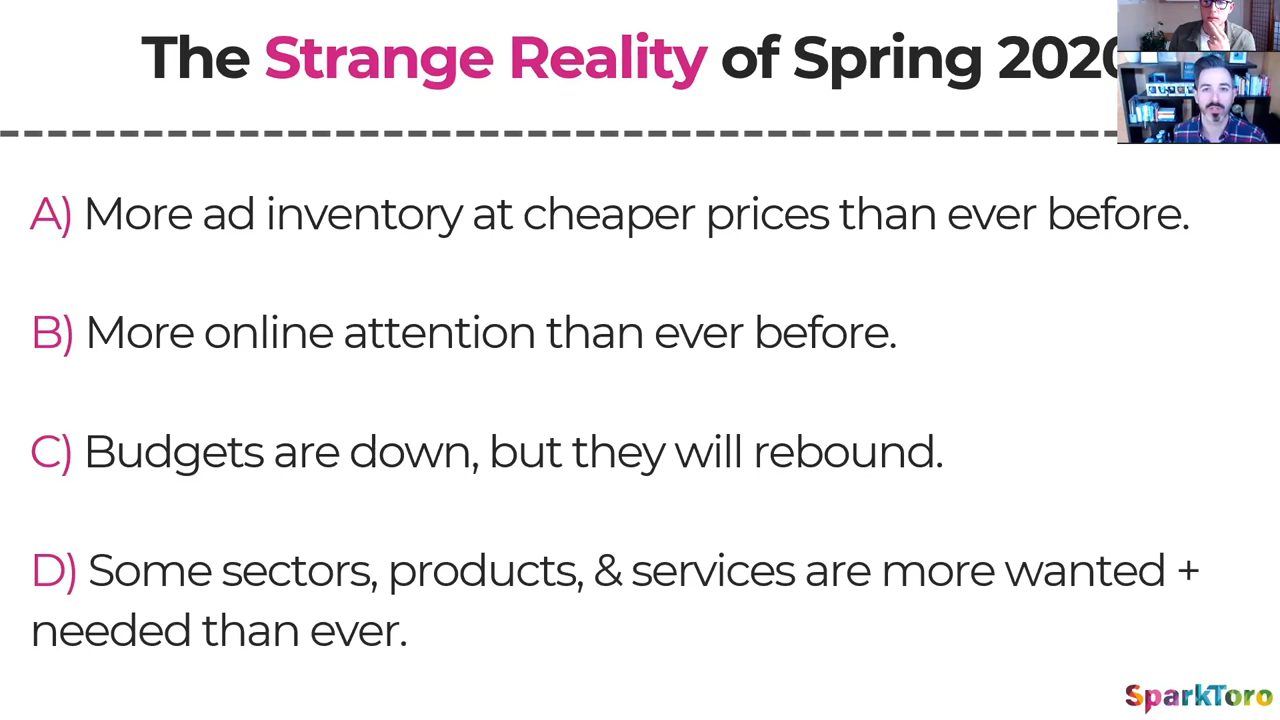 The Strange Reality of Spring 2020
A) More ad inventory at cheaper prices than ever before.
B) More online attention than ever before.
C) Budgets are down, but they will rebound.
D) Some sectors, products, & services are more wanted +
needed than ever.
SparkToro